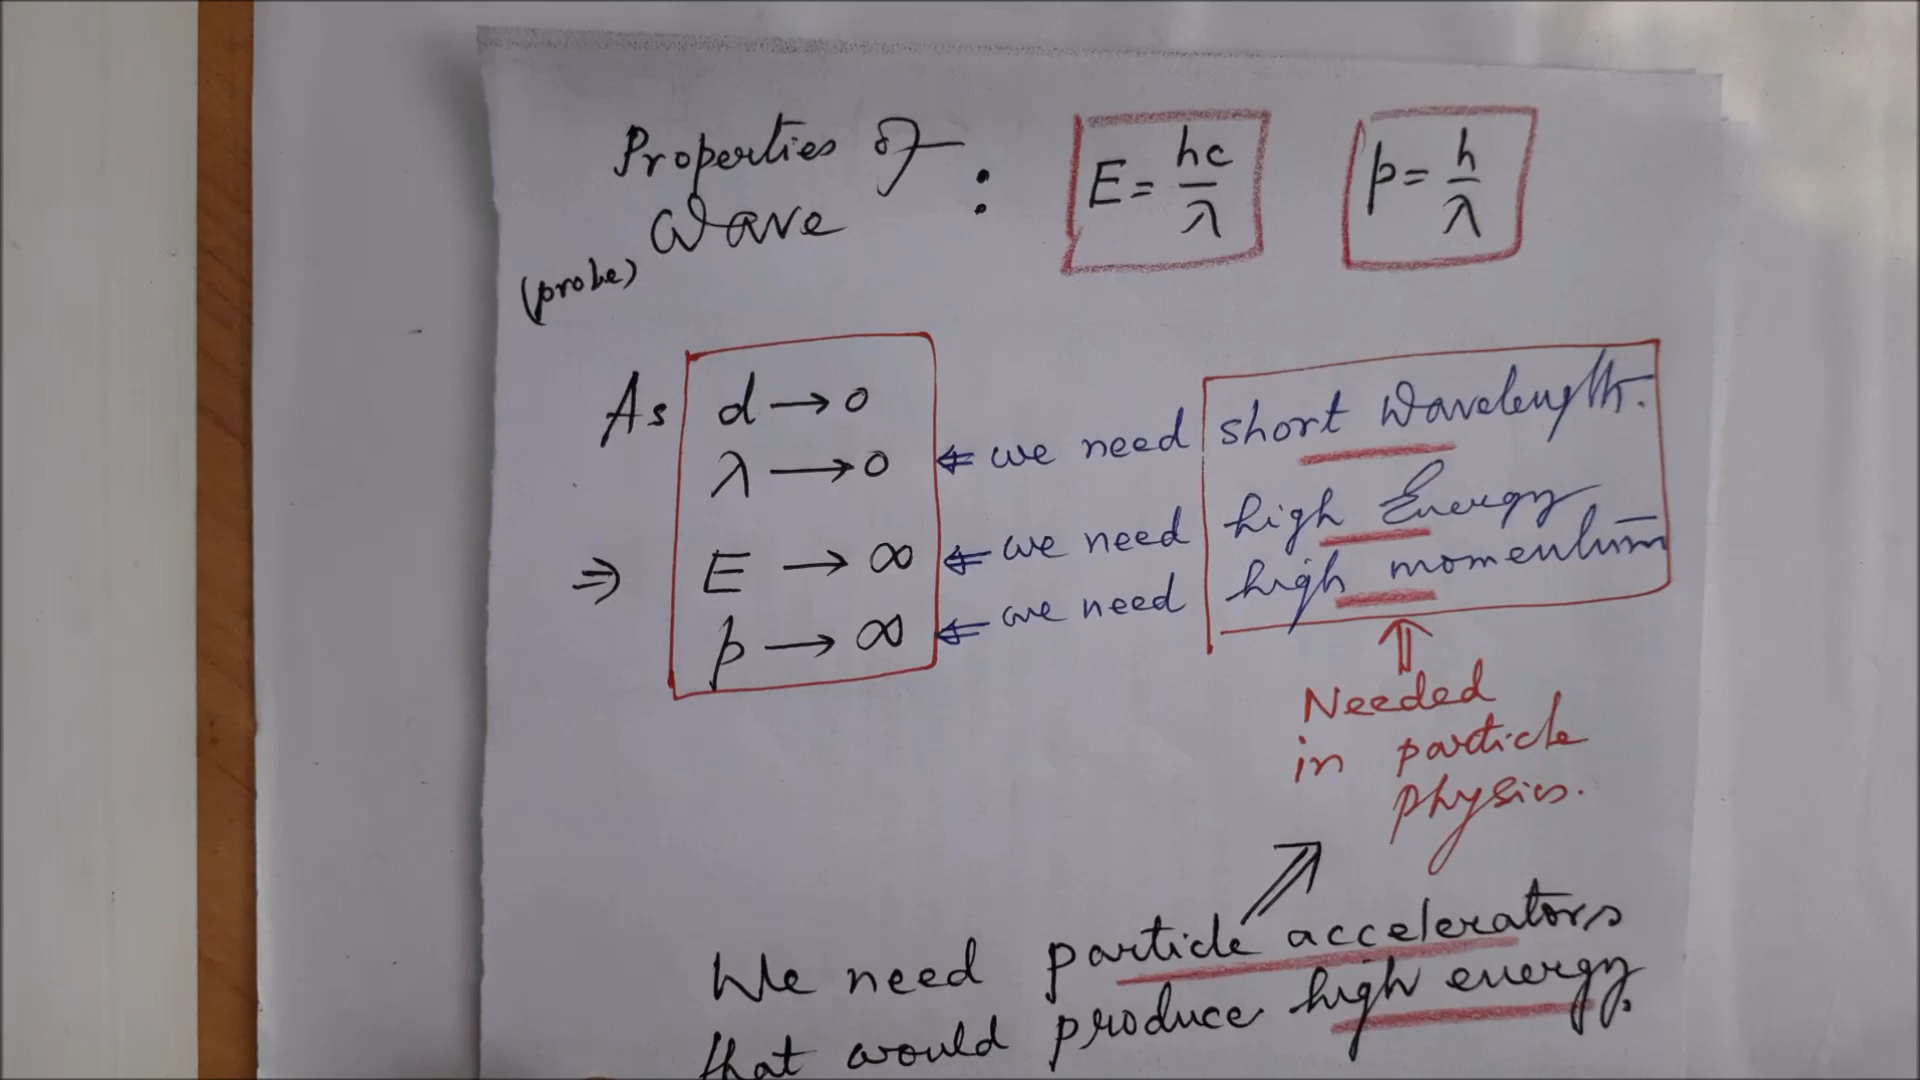 Properties of : E = hc/λ p = h/λ
Wave
(probe)
As d → 0
λ → 0 ⇐ we need short wavelength.
⇒ E → ∞ ⇐ we need high Energy
p → ∞ ⇐ we need high momentum
⇑
Needed
in particle
physics.
⇗
We need particle accelerators
that would produce high energy.